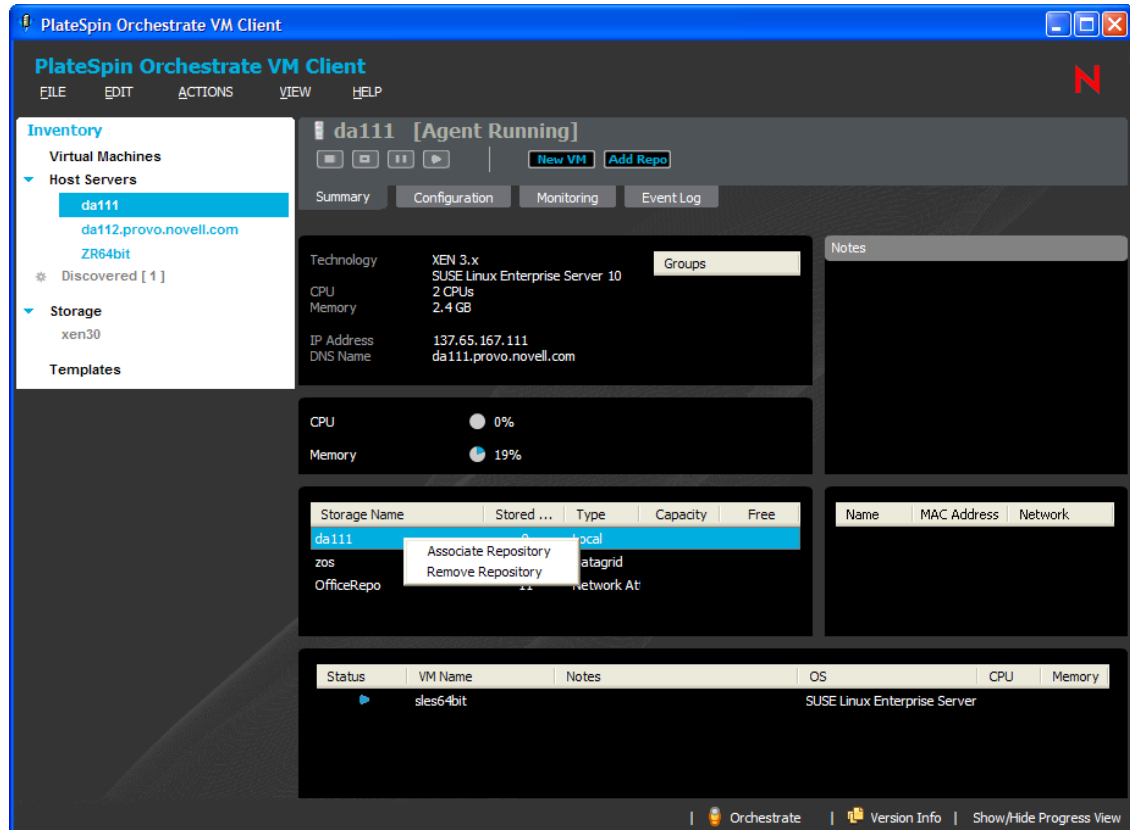 PlateSpin Orchestrate VM Client
PlateSpin Orchestrate VM Client
FILE EDIT ACTIONS VIEW HELP
N
Inventory
Virtual Machines
Host Servers
da111
da112.provo.novell.com
ZR64bit
Discovered [ 1 ]
Storage
xen30
Templates
da111 [Agent Running]
New VM Add Repo
Summary Configuration Monitoring Event Log
Technology XEN 3.x
SUSE Linux Enterprise Server 10
CPU 2 CPUs
Memory 2.4 GB
IP Address 137.65.167.111
DNS Name da111.provo.novell.com
Groups
Notes
CPU 0%
Memory 19%
Storage Name Stored ... Type Capacity Free
da111
zos
OfficeRepo 11 Network At
Associate Repository
Remove Repository
Name MAC Address Network
Status VM Name Notes OS CPU Memory
sles64bit SUSE Linux Enterprise Server
| Orchestrate | Version Info | Show/Hide Progress View